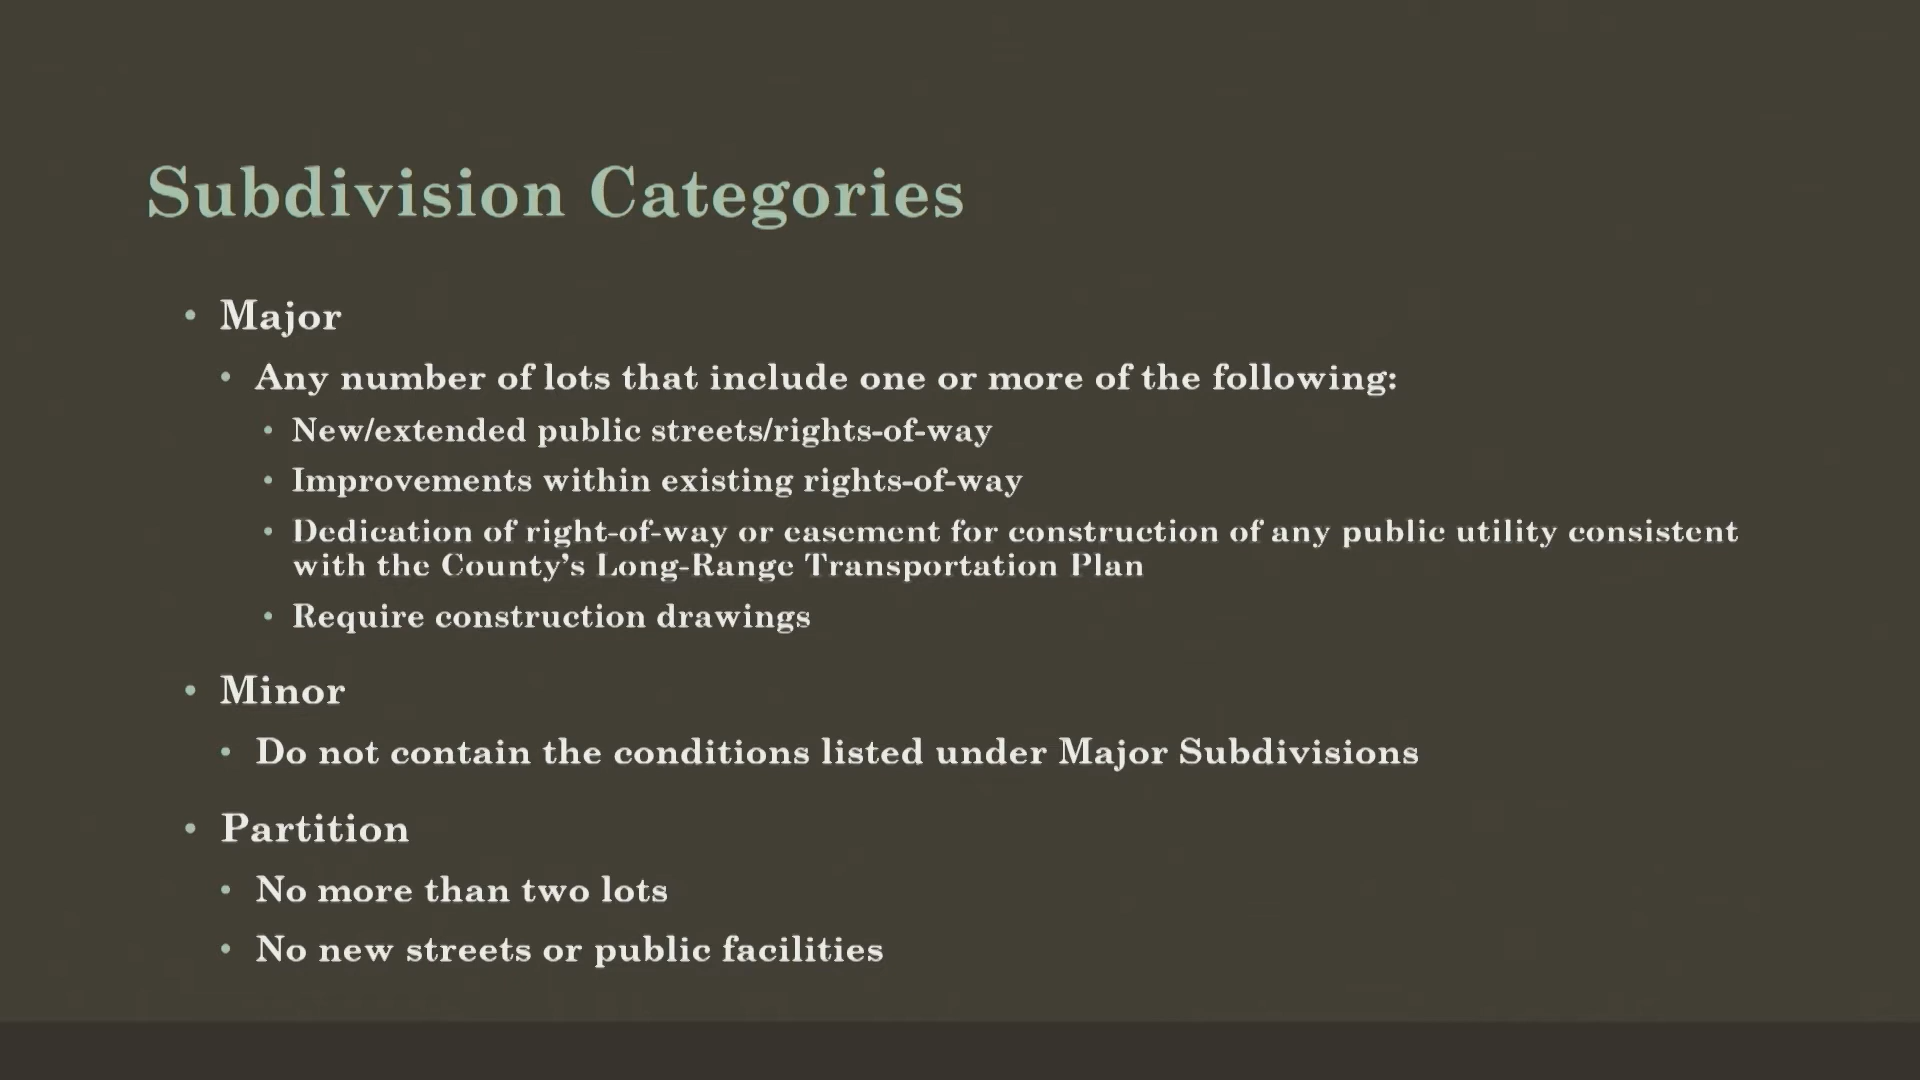 Subdivision Categories
• Major
• Any number of lots that include one or more of the following:
• New/extended public streets/rights-of-way
• Improvements within existing rights-of-way
• Dedication of right-of-way or easement for construction of any public utility consistent
with the County’s Long-Range Transportation Plan
• Require construction drawings
• Minor
• Do not contain the conditions listed under Major Subdivisions
• Partition
• No more than two lots
• No new streets or public facilities